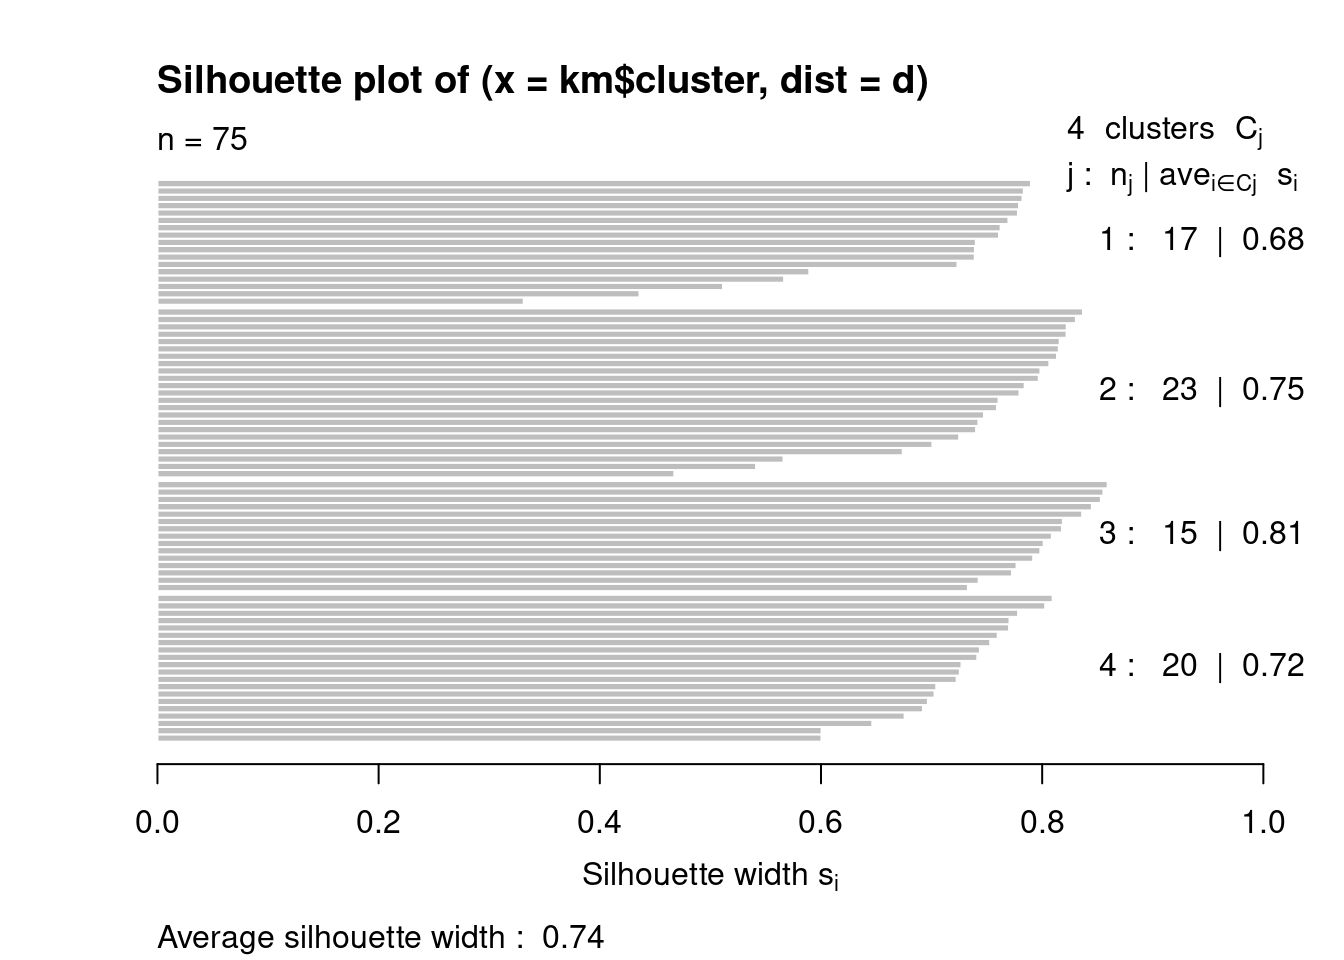 Silhouette plot of (x = km$cluster, dist = d)
n = 75
4 clusters Cj
j : nj | avei∈Cj si
1 : 17 | 0.68
2 : 23 | 0.75
3 : 15 | 0.81
4 : 20 | 0.72
0.0 0.2 0.4 0.6 0.8 1.0
Silhouette width si
Average silhouette width : 0.74